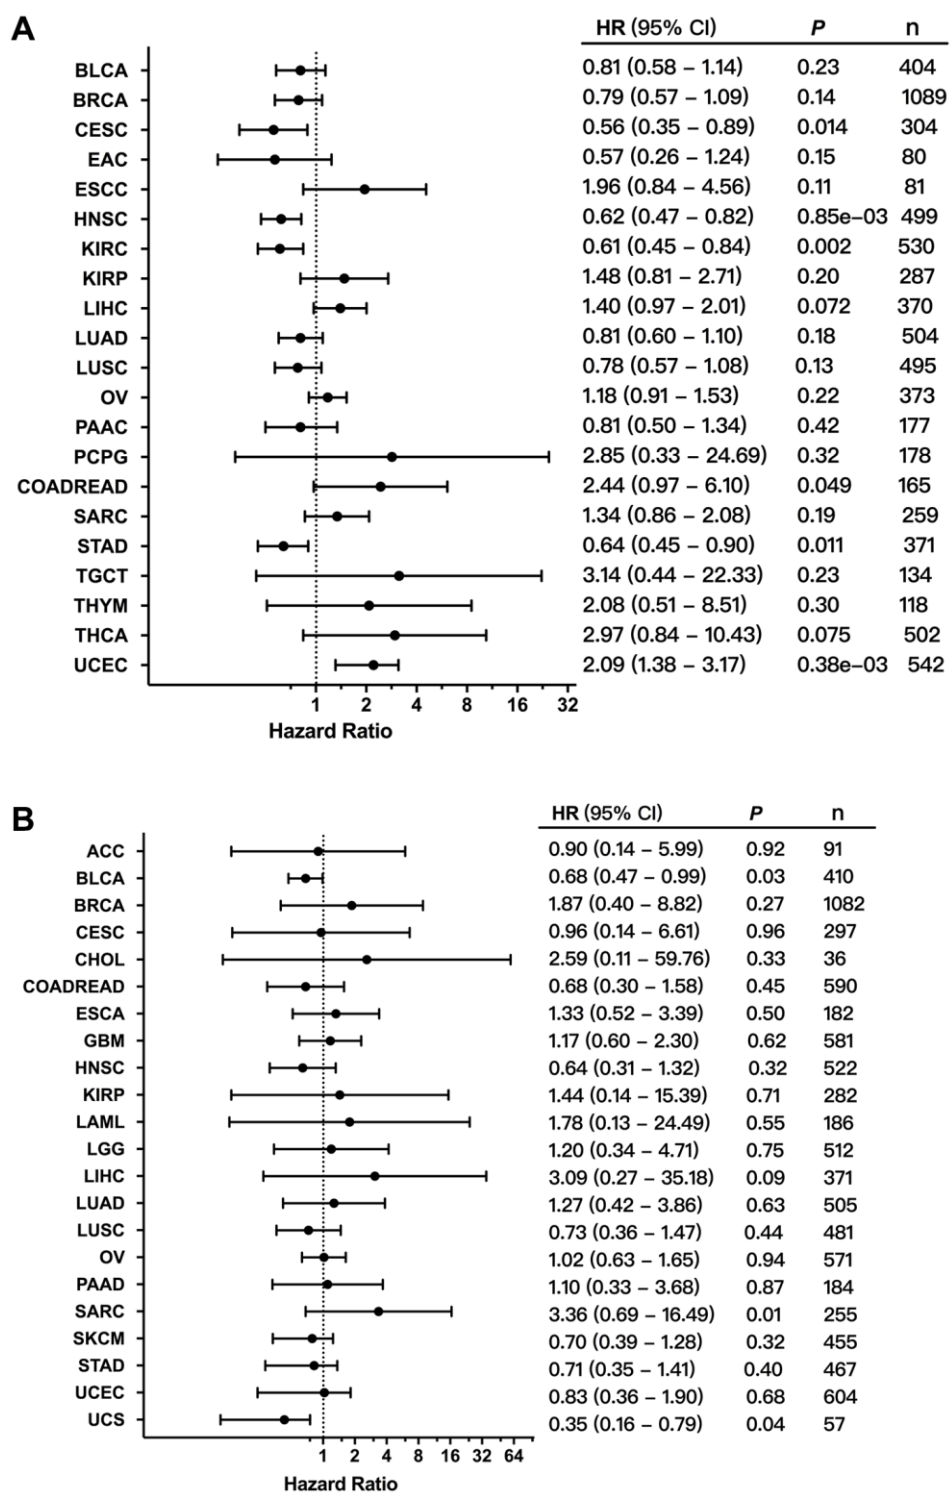 A
HR (95% CI) P n
BLCA 0.81 (0.58 – 1.14) 0.23 404
BRCA 0.79 (0.57 – 1.09) 0.14 1089
CESC 0.56 (0.35 – 0.89) 0.014 304
EAC 0.57 (0.26 – 1.24) 0.15 80
ESCC 1.96 (0.84 – 4.56) 0.11 81
HNSC 0.62 (0.47 – 0.82) 0.85e–03 499
KIRC 0.61 (0.45 – 0.84) 0.002 530
KIRP 1.48 (0.81 – 2.71) 0.20 287
LIHC 1.40 (0.97 – 2.01) 0.072 370
LUAD 0.81 (0.60 – 1.10) 0.18 504
LUSC 0.78 (0.57 – 1.08) 0.13 495
OV 1.18 (0.91 – 1.53) 0.22 373
PAAC 0.81 (0.50 – 1.34) 0.42 177
PCPG 2.85 (0.33 – 24.69) 0.32 178
COADREAD 2.44 (0.97 – 6.10) 0.049 165
SARC 1.34 (0.86 – 2.08) 0.19 259
STAD 0.64 (0.45 – 0.90) 0.011 371
TGCT 3.14 (0.44 – 22.33) 0.23 134
THYM 2.08 (0.51 – 8.51) 0.30 118
THCA 2.97 (0.84 – 10.43) 0.075 502
UCEC 2.09 (1.38 – 3.17) 0.38e–03 542
1 2 4 8 16 32
Hazard Ratio
B
HR (95% CI) P n
ACC 0.90 (0.14 – 5.99) 0.92 91
BLCA 0.68 (0.47 – 0.99) 0.03 410
BRCA 1.87 (0.40 – 8.82) 0.27 1082
CESC 0.96 (0.14 – 6.61) 0.96 297
CHOL 2.59 (0.11 – 59.76) 0.33 36
COADREAD 0.68 (0.30 – 1.58) 0.45 590
ESCA 1.33 (0.52 – 3.39) 0.50 182
GBM 1.17 (0.60 – 2.30) 0.62 581
HNSC 0.64 (0.31 – 1.32) 0.32 522
KIRP 1.44 (0.14 – 15.39) 0.71 282
LAML 1.78 (0.13 – 24.49) 0.55 186
LGG 1.20 (0.34 – 4.71) 0.75 512
LIHC 3.09 (0.27 – 35.18) 0.09 371
LUAD 1.27 (0.42 – 3.86) 0.63 505
LUSC 0.73 (0.36 – 1.47) 0.44 481
OV 1.02 (0.63 – 1.65) 0.94 571
PAAD 1.10 (0.33 – 3.68) 0.87 184
SARC 3.36 (0.69 – 16.49) 0.01 255
SKCM 0.70 (0.39 – 1.28) 0.32 455
STAD 0.71 (0.35 – 1.41) 0.40 467
UCEC 0.83 (0.36 – 1.90) 0.68 604
UCS 0.35 (0.16 – 0.79) 0.04 57
1 2 4 8 16 32 64
Hazard Ratio